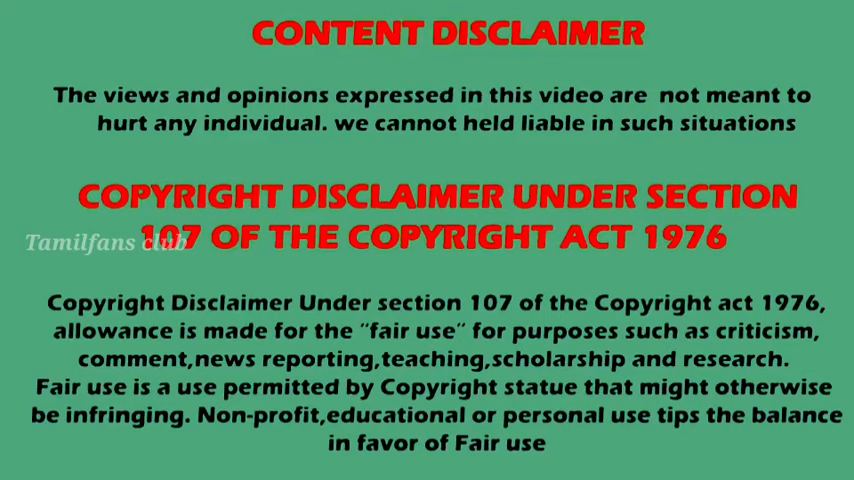 CONTENT DISCLAIMER
The views and opinions expressed in this video are not meant to
hurt any individual. we cannot held liable in such situations
COPYRIGHT DISCLAIMER UNDER SECTION
107 OF THE COPYRIGHT ACT 1976
Tamilfans club
Copyright Disclaimer Under section 107 of the Copyright act 1976,
allowance is made for the "fair use" for purposes such as criticism,
comment,news reporting,teaching,scholarship and research.
Fair use is a use permitted by Copyright statue that might otherwise
be infringing. Non-profit,educational or personal use tips the balance
in favor of Fair use